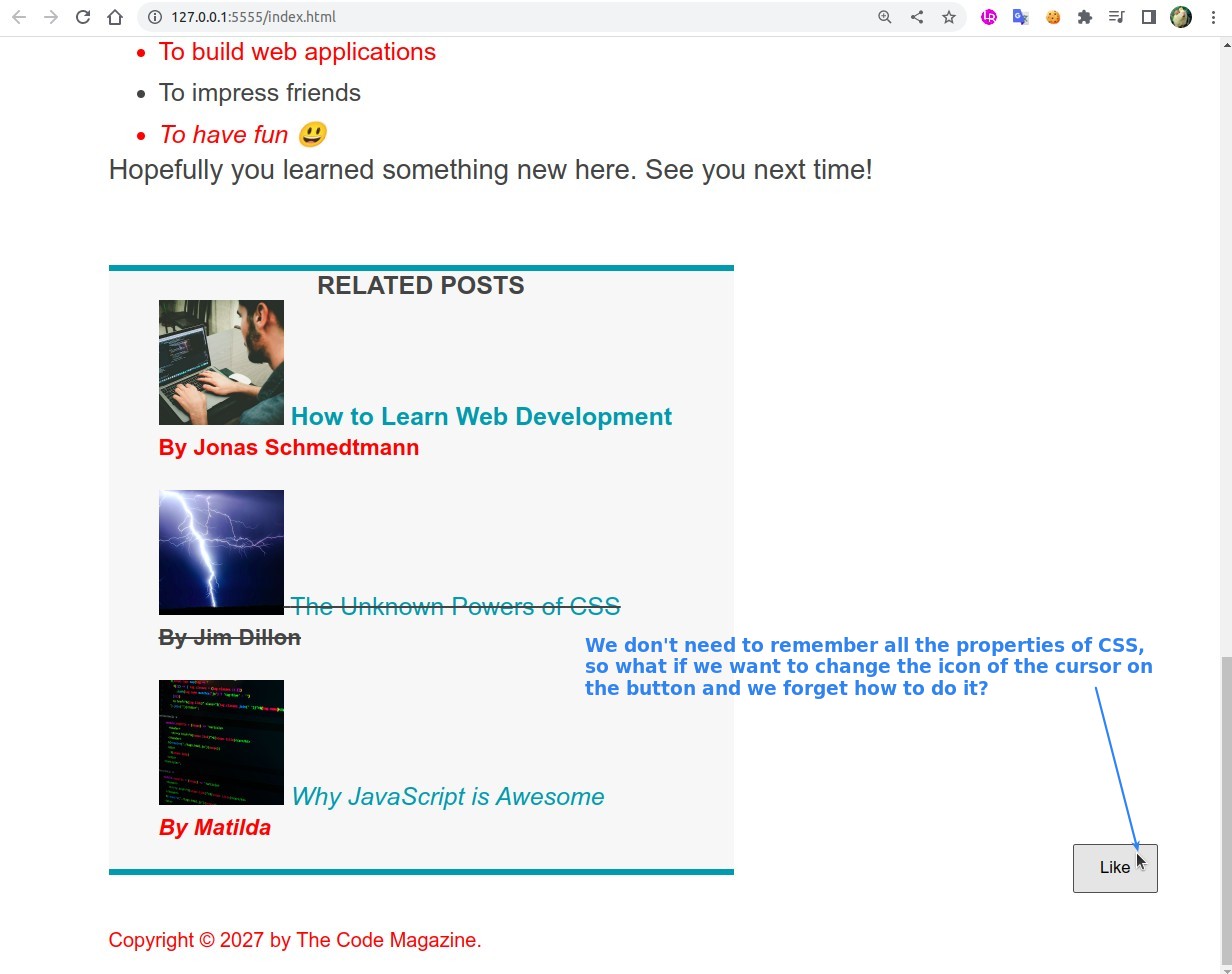 127.0.0.1:5555/index.html
To build web applications
To impress friends
To have fun 😃
Hopefully you learned something new here. See you next time!
RELATED POSTS
How to Learn Web Development
By Jonas Schmedtmann
The Unknown Powers of CSS
By Jim Dillon
We don't need to remember all the properties of CSS,
so what if we want to change the icon of the cursor on
the button and we forget how to do it?
Why JavaScript is Awesome
By Matilda
Like
Copyright © 2027 by The Code Magazine.